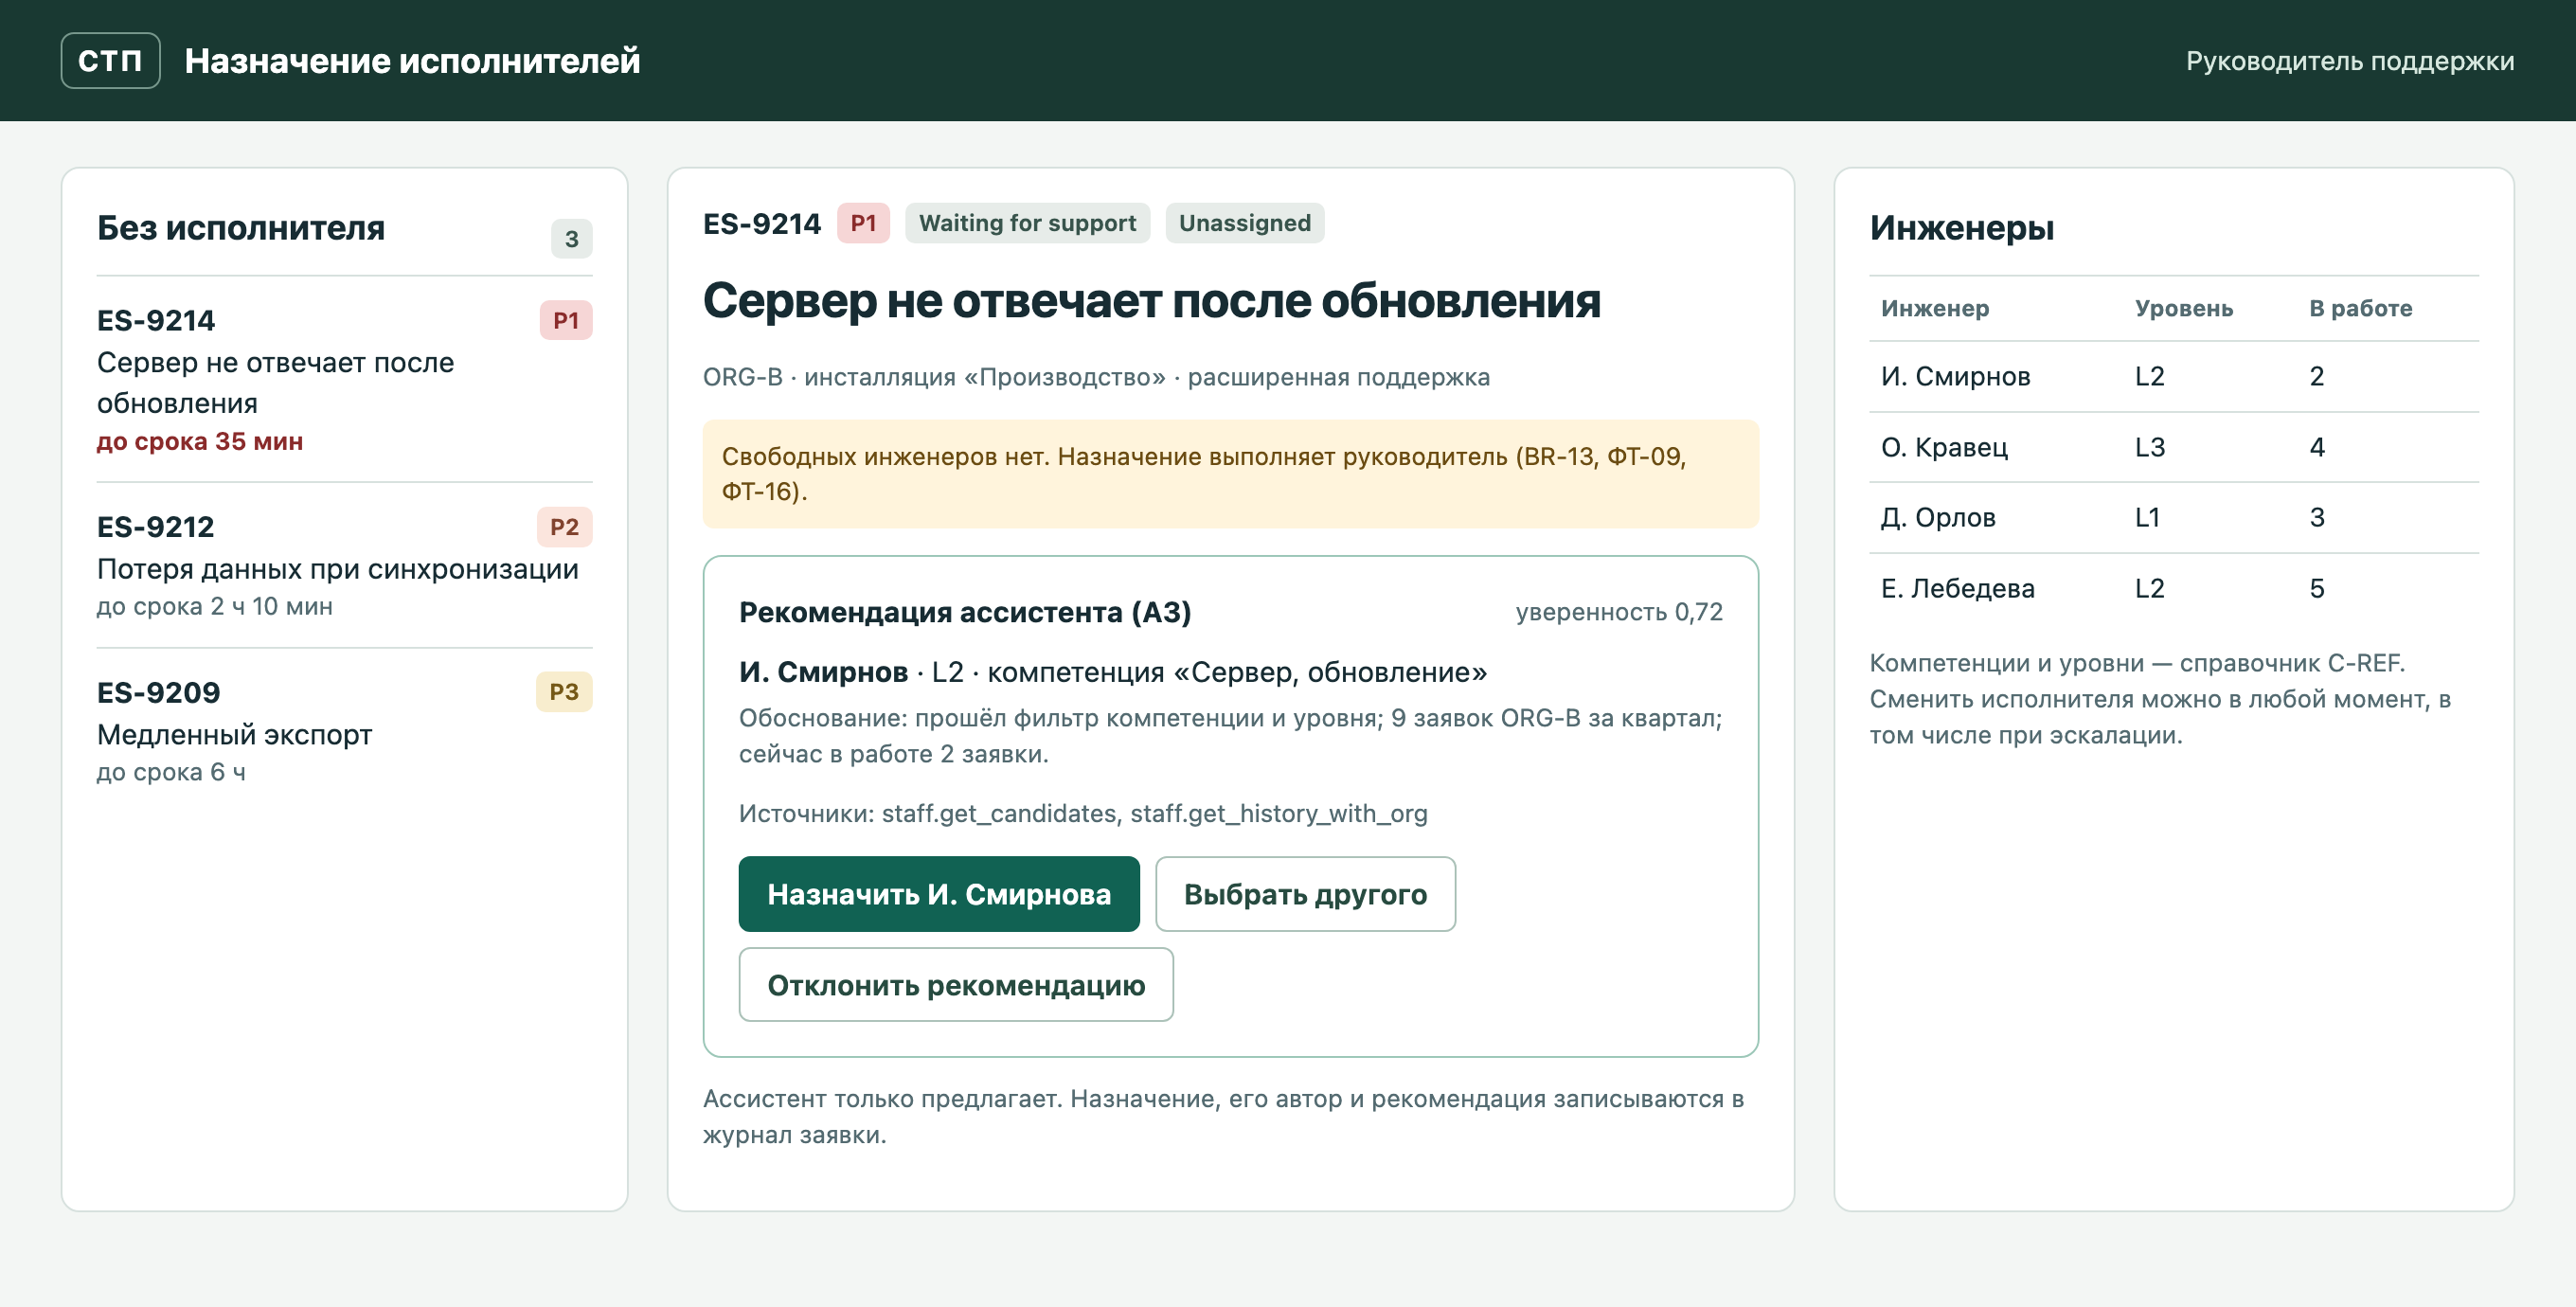 СТП Назначение исполнителей
Руководитель поддержки
Без исполнителя 3
ES-9214 P1
Сервер не отвечает после
обновления
до срока 35 мин
ES-9212 P2
Потеря данных при синхронизации
до срока 2 ч 10 мин
ES-9209 P3
Медленный экспорт
до срока 6 ч
ES-9214 P1 Waiting for support Unassigned
Сервер не отвечает после обновления
ORG-B · инсталляция «Производство» · расширенная поддержка
Свободных инженеров нет. Назначение выполняет руководитель (BR-13, ФТ-09,
ФТ-16).
Рекомендация ассистента (А3) уверенность 0,72
И. Смирнов · L2 · компетенция «Сервер, обновление»
Обоснование: прошёл фильтр компетенции и уровня; 9 заявок ORG-B за квартал;
сейчас в работе 2 заявки.
Источники: staff.get_candidates, staff.get_history_with_org
Назначить И. Смирнова
Выбрать другого
Отклонить рекомендацию
Ассистент только предлагает. Назначение, его автор и рекомендация записываются в
журнал заявки.
Инженеры
Инженер Уровень В работе
И. Смирнов L2 2
О. Кравец L3 4
Д. Орлов L1 3
Е. Лебедева L2 5
Компетенции и уровни — справочник C-REF.
Сменить исполнителя можно в любой момент, в
том числе при эскалации.